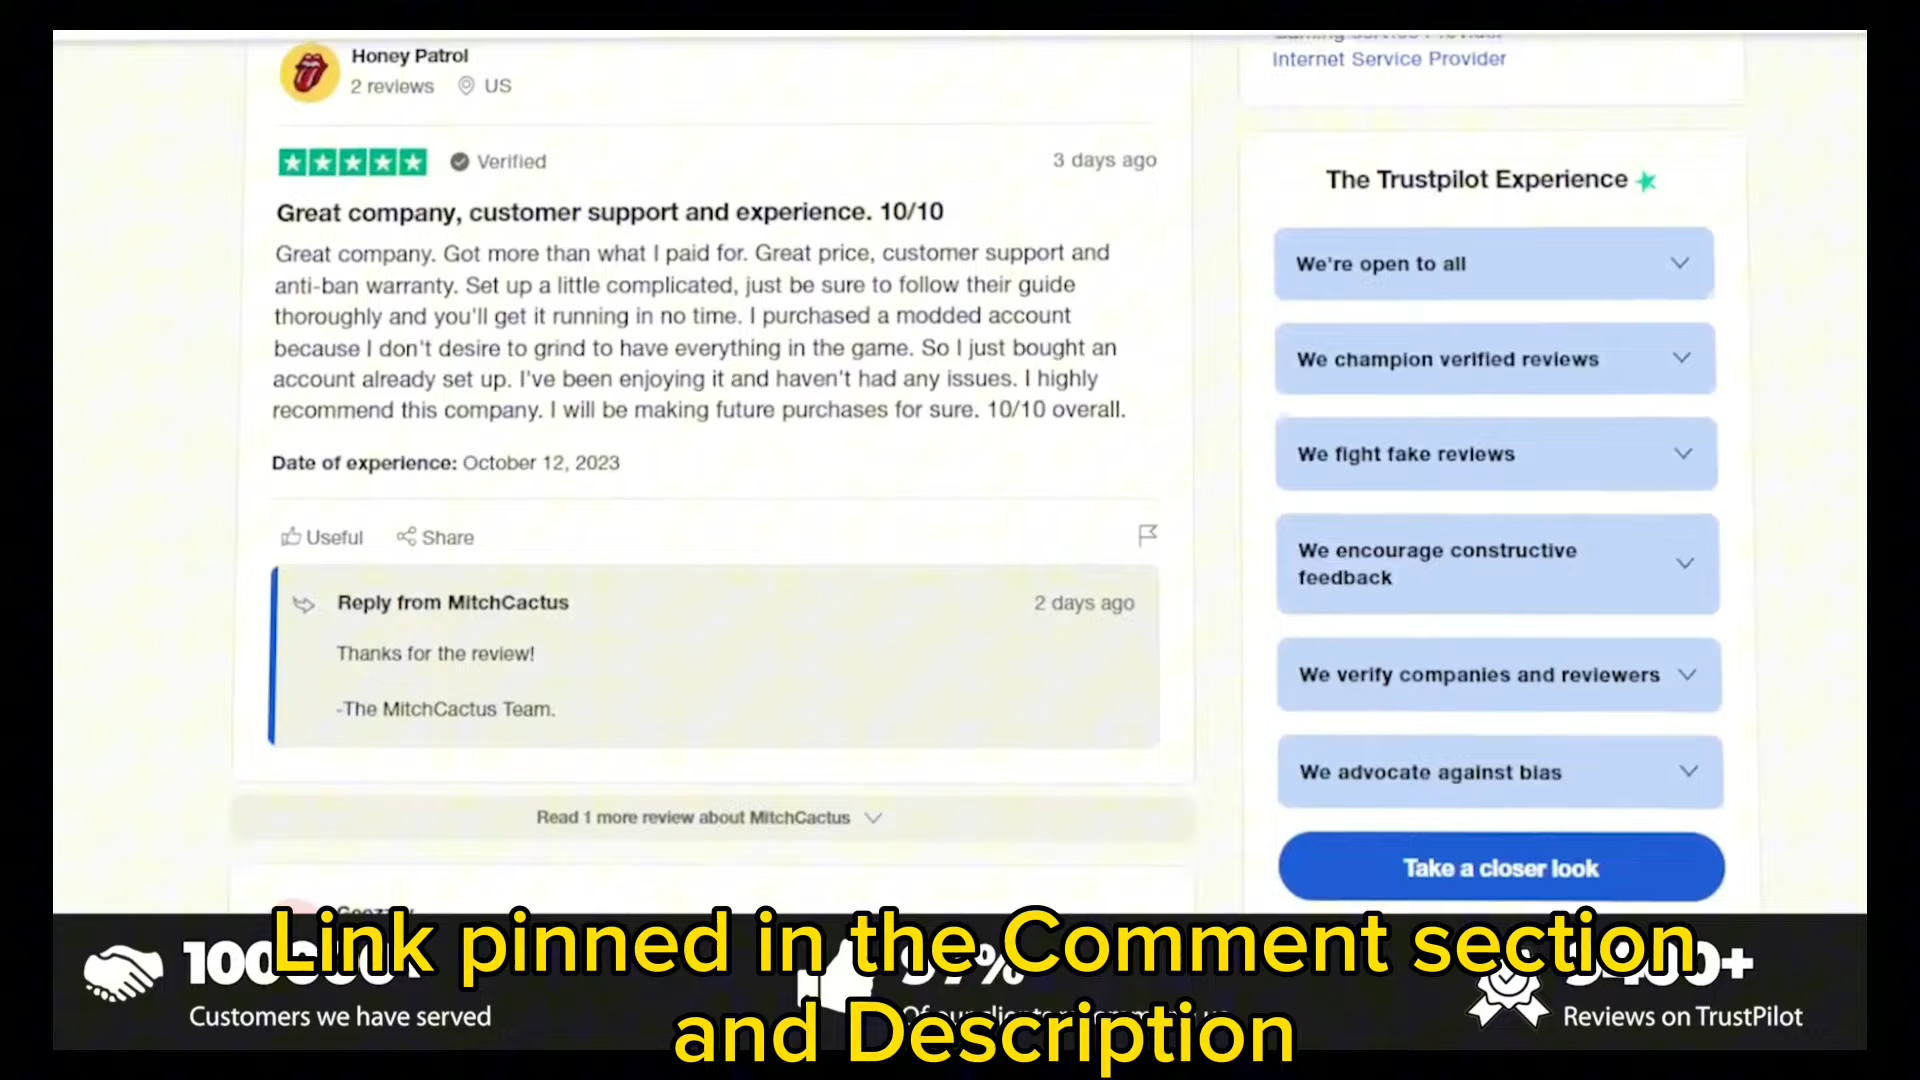 Honey Patrol
2 reviews US
Verified
3 days ago
Great company, customer support and experience. 10/10
Great company. Got more than what I paid for. Great price, customer support and
anti-ban warranty. Set up a little complicated, just be sure to follow their guide
thoroughly and you'll get it running in no time. I purchased a modded account
because I don't desire to grind to have everything in the game. So I just bought an
account already set up. I've been enjoying it and haven't had any issues. I highly
recommend this company. I will be making future purchases for sure. 10/10 overall.
Date of experience: October 12, 2023
Useful Share
Reply from MitchCactus
2 days ago
Thanks for the review!
-The MitchCactus Team.
Read 1 more review about MitchCactus
Internet Service Provider
The Trustpilot Experience
We're open to all
We champion verified reviews
We fight fake reviews
We encourage constructive
feedback
We verify companies and reviewers
We advocate against bias
Take a closer look
Link pinned in the Comment section
and Description
Customers we have served
Reviews on TrustPilot